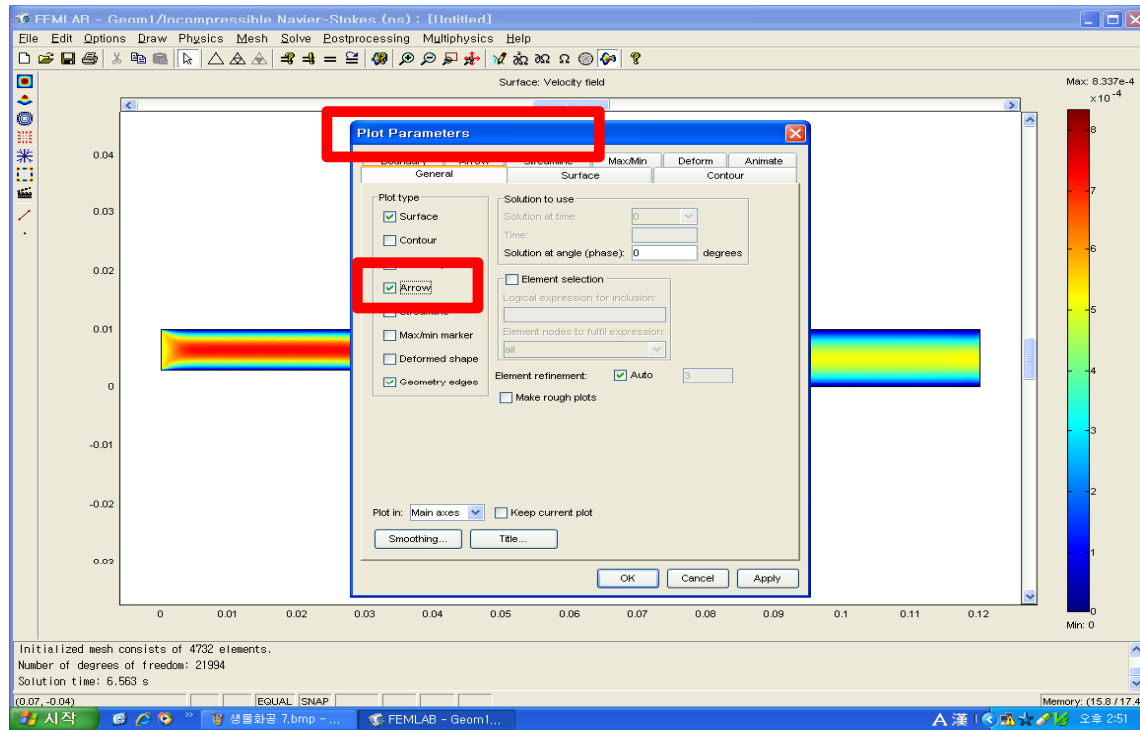 FEMLAB - Geom1/Incompressible Navier-Stokes (ns) : [Untitled]
File Edit Options Draw Physics Mesh Solve Postprocessing Multiphysics Help
Surface: Velocity field
Max: 8.337e-4
×10⁻⁴
Plot Parameters
Max/Min Deform Animate
General Surface Contour
Plot type
Surface
Contour
Arrow
Max/min marker
Deformed shape
Geometry edges
Solution to use
Solution at time: 0
Time:
Solution at angle (phase): 0 degrees
Element selection
Logical expression for inclusion:
Element nodes to fulfil expression:
all
Element refinement: Auto 3
Make rough plots
Plot in: Main axes Keep current plot
Smoothing... Title...
OK Cancel Apply
0.04
0.03
0.02
0.01
0
-0.01
-0.02
0 0.01 0.02 0.03 0.04 0.05 0.06 0.07 0.08 0.09 0.1 0.11 0.12
8
7
6
5
4
3
2
1
0
Min: 0
Initialized mesh consists of 4732 elements.
Number of degrees of freedom: 21994
Solution time: 6.563 s
(0.07, -0.04) EQUAL SNAP Memory: (15.8 / 17.4
시작 생물화공 7.bmp - ... FEMLAB - Geom1... A 漢 오후 2:51